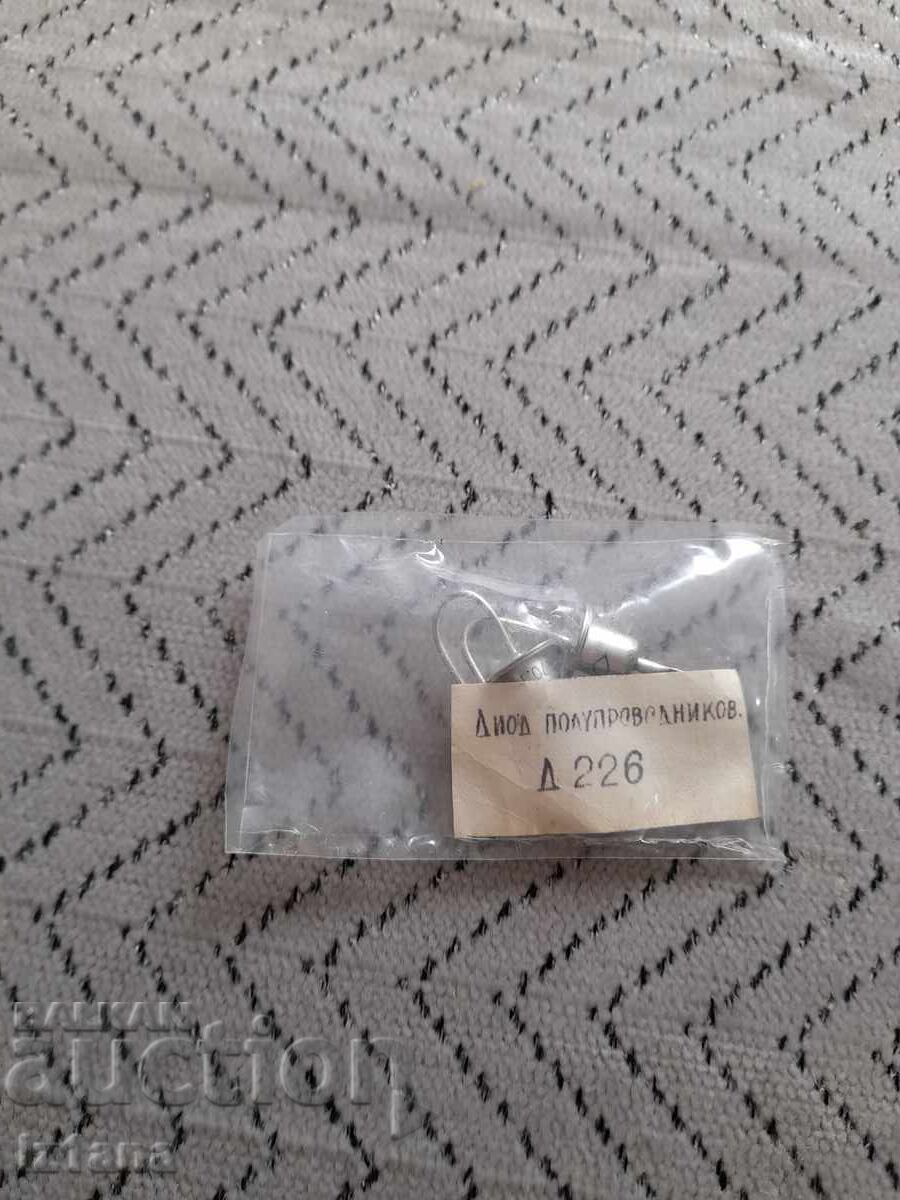 Диод полупроводников.
Д 226
BALKAN
auction
Iztana